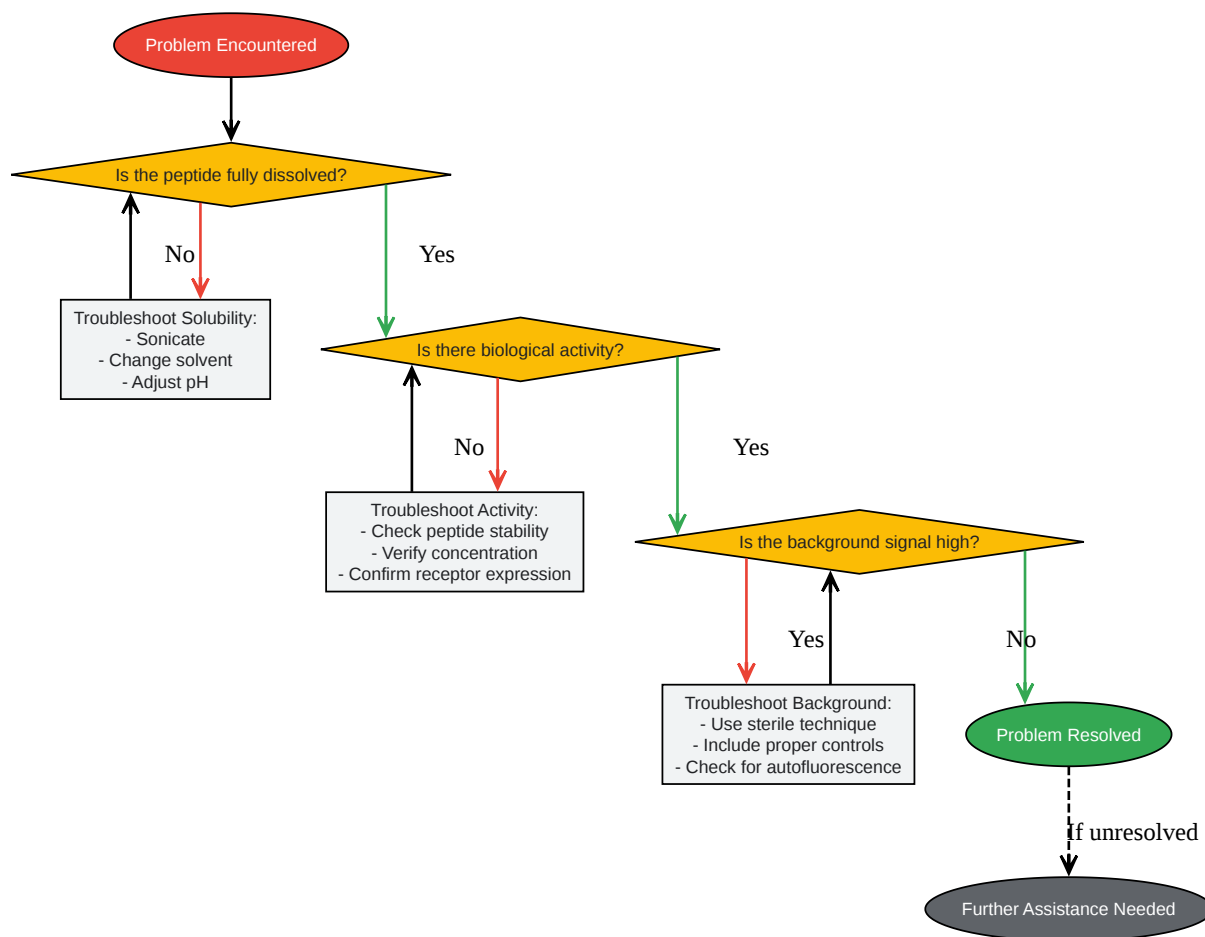 Problem Encountered
Is the peptide fully dissolved?
No
Yes
Troubleshoot Solubility:
- Sonicate
- Change solvent
- Adjust pH
Is there biological activity?
No
Yes
Troubleshoot Activity:
- Check peptide stability
- Verify concentration
- Confirm receptor expression
Is the background signal high?
Yes
No
Troubleshoot Background:
- Use sterile technique
- Include proper controls
- Check for autofluorescence
Problem Resolved
If unresolved
Further Assistance Needed